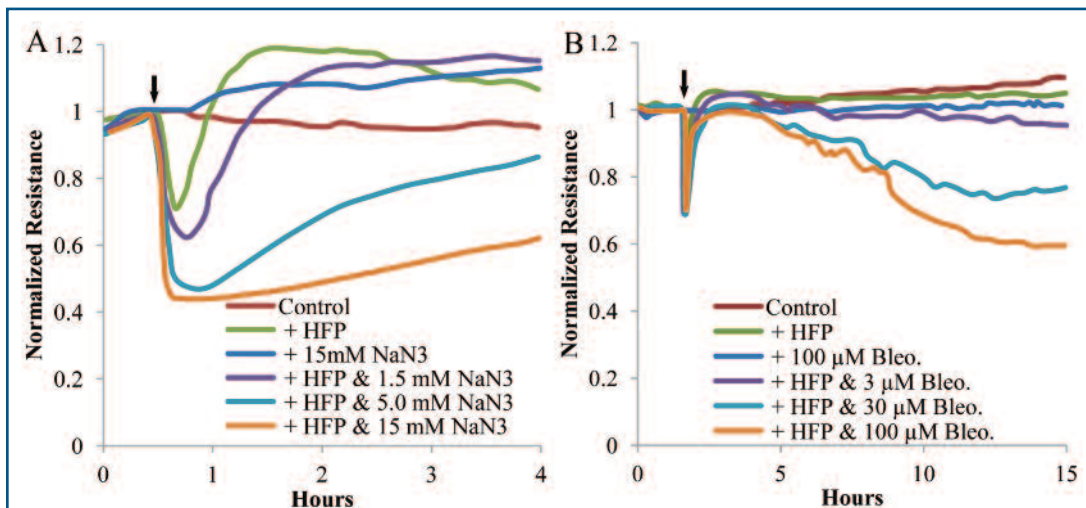 A
Normalized Resistance
1.2
1
0.8
0.6
0.4
0.2
0
0
1
2
3
4
Hours
Control
+ HFP
+ 15mM NaN3
+ HFP & 1.5 mM NaN3
+ HFP & 5.0 mM NaN3
+ HFP & 15 mM NaN3
B
Normalized Resistance
1.2
1
0.8
0.6
0.4
0.2
0
0
5
10
15
Hours
Control
+ HFP
+ 100 µM Bleo.
+ HFP & 3 µM Bleo.
+ HFP & 30 µM Bleo.
+ HFP & 100 µM Bleo.